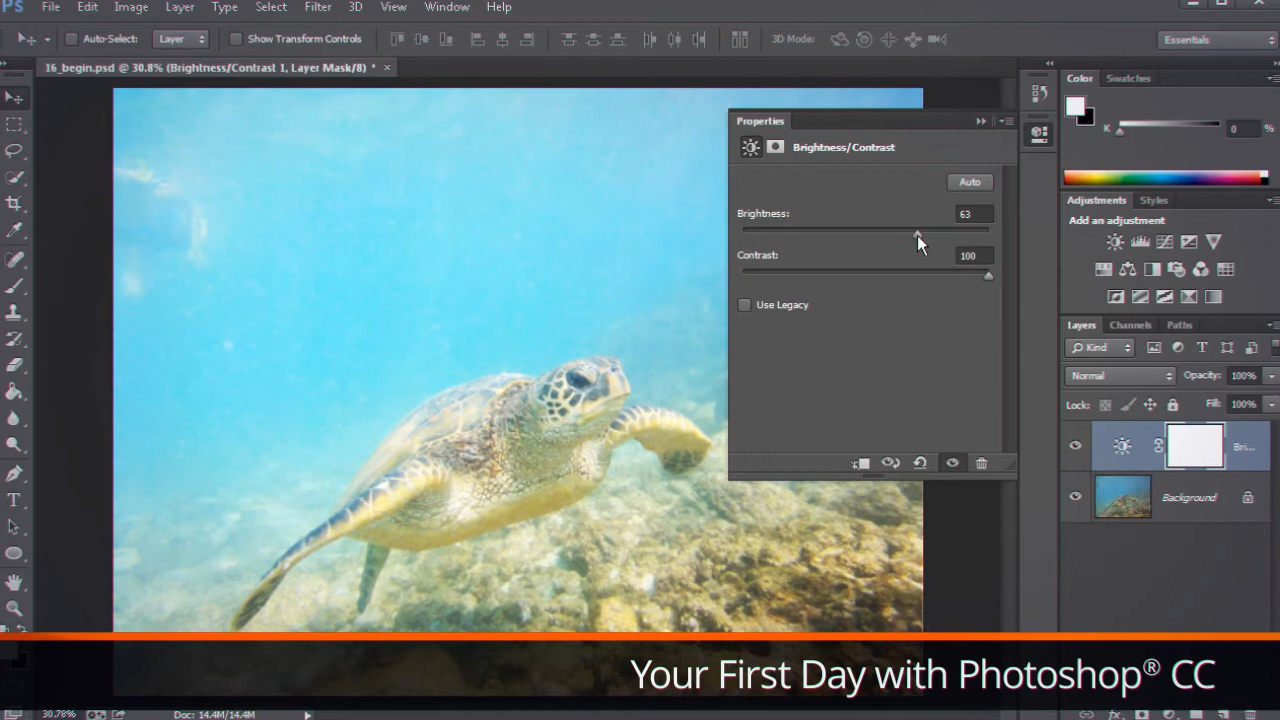 Ps File Edit Image Layer Type Select Filter 3D View Window Help
Auto-Select: Layer Show Transform Controls 3D Mode: Essentials
16_begin.psd @ 30.8% (Brightness/Contrast 1, Layer Mask/8) * ×
Color Swatches
K 0 %
Properties
Brightness/Contrast
Auto
Brightness: 63
Contrast: 100
Use Legacy
Adjustments Styles
Add an adjustment
Layers Channels Paths
Kind
Normal Opacity: 100%
Lock: Fill: 100%
Bri...
Background
Your First Day with Photoshop® CC
30.78% Doc: 14.4M/14.4M